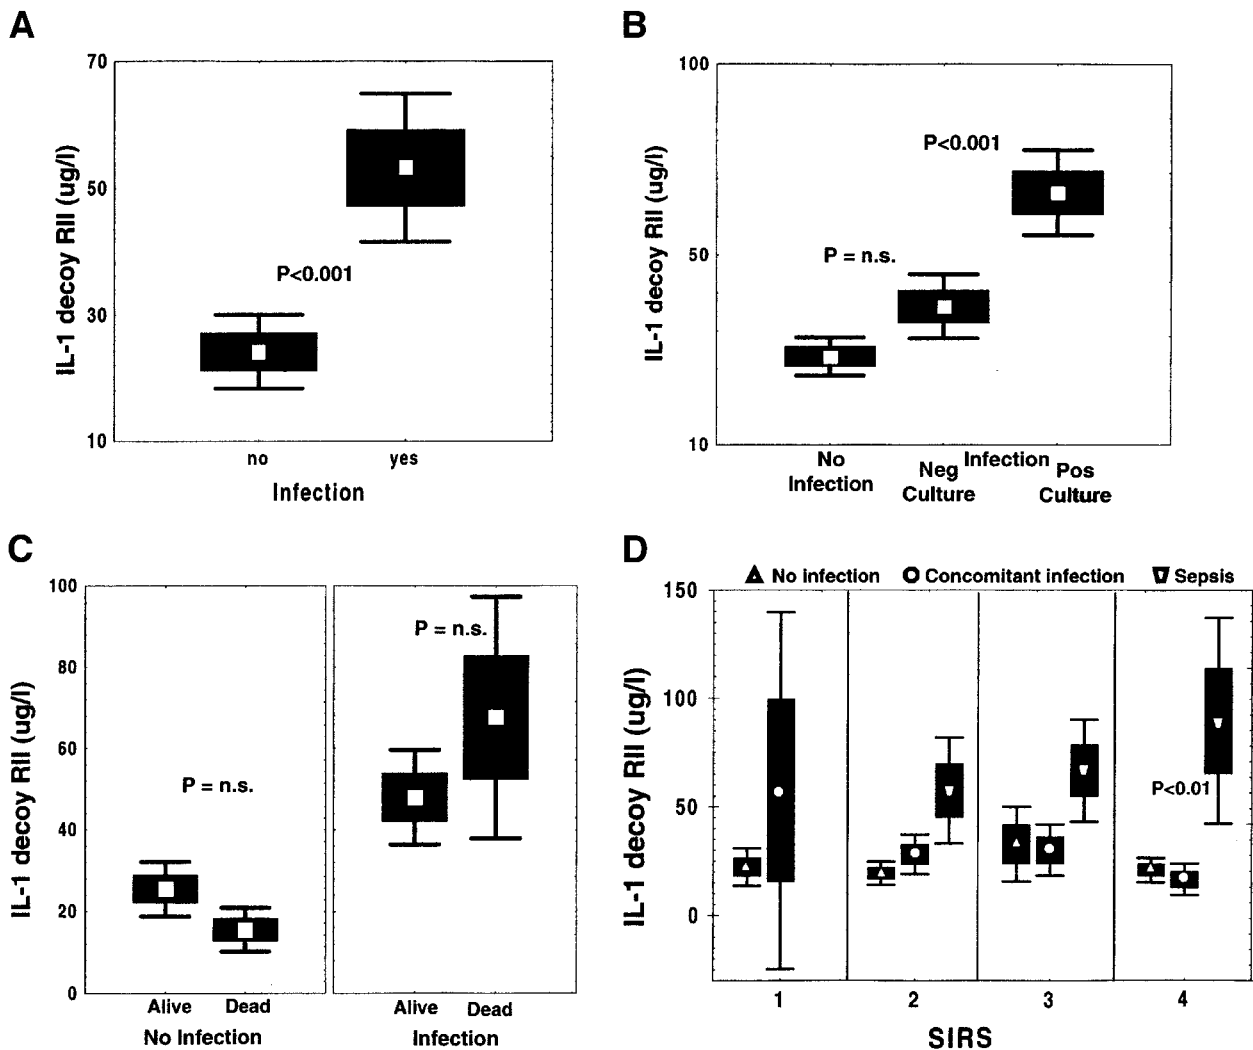 A
70
50
30
10
IL-1 decoy RII (ug/l)
P<0.001
no
yes
Infection
B
100
50
10
IL-1 decoy RII (ug/l)
P<0.001
P = n.s.
No
Infection
Infection
Neg
Culture
Pos
Culture
C
100
80
60
40
20
0
IL-1 decoy RII (ug/l)
P = n.s.
P = n.s.
Alive
Dead
No Infection
Alive
Dead
Infection
D
No infection
Concomitant infection
Sepsis
150
100
50
0
IL-1 decoy RII (ug/l)
P<0.01
1
2
3
4
SIRS